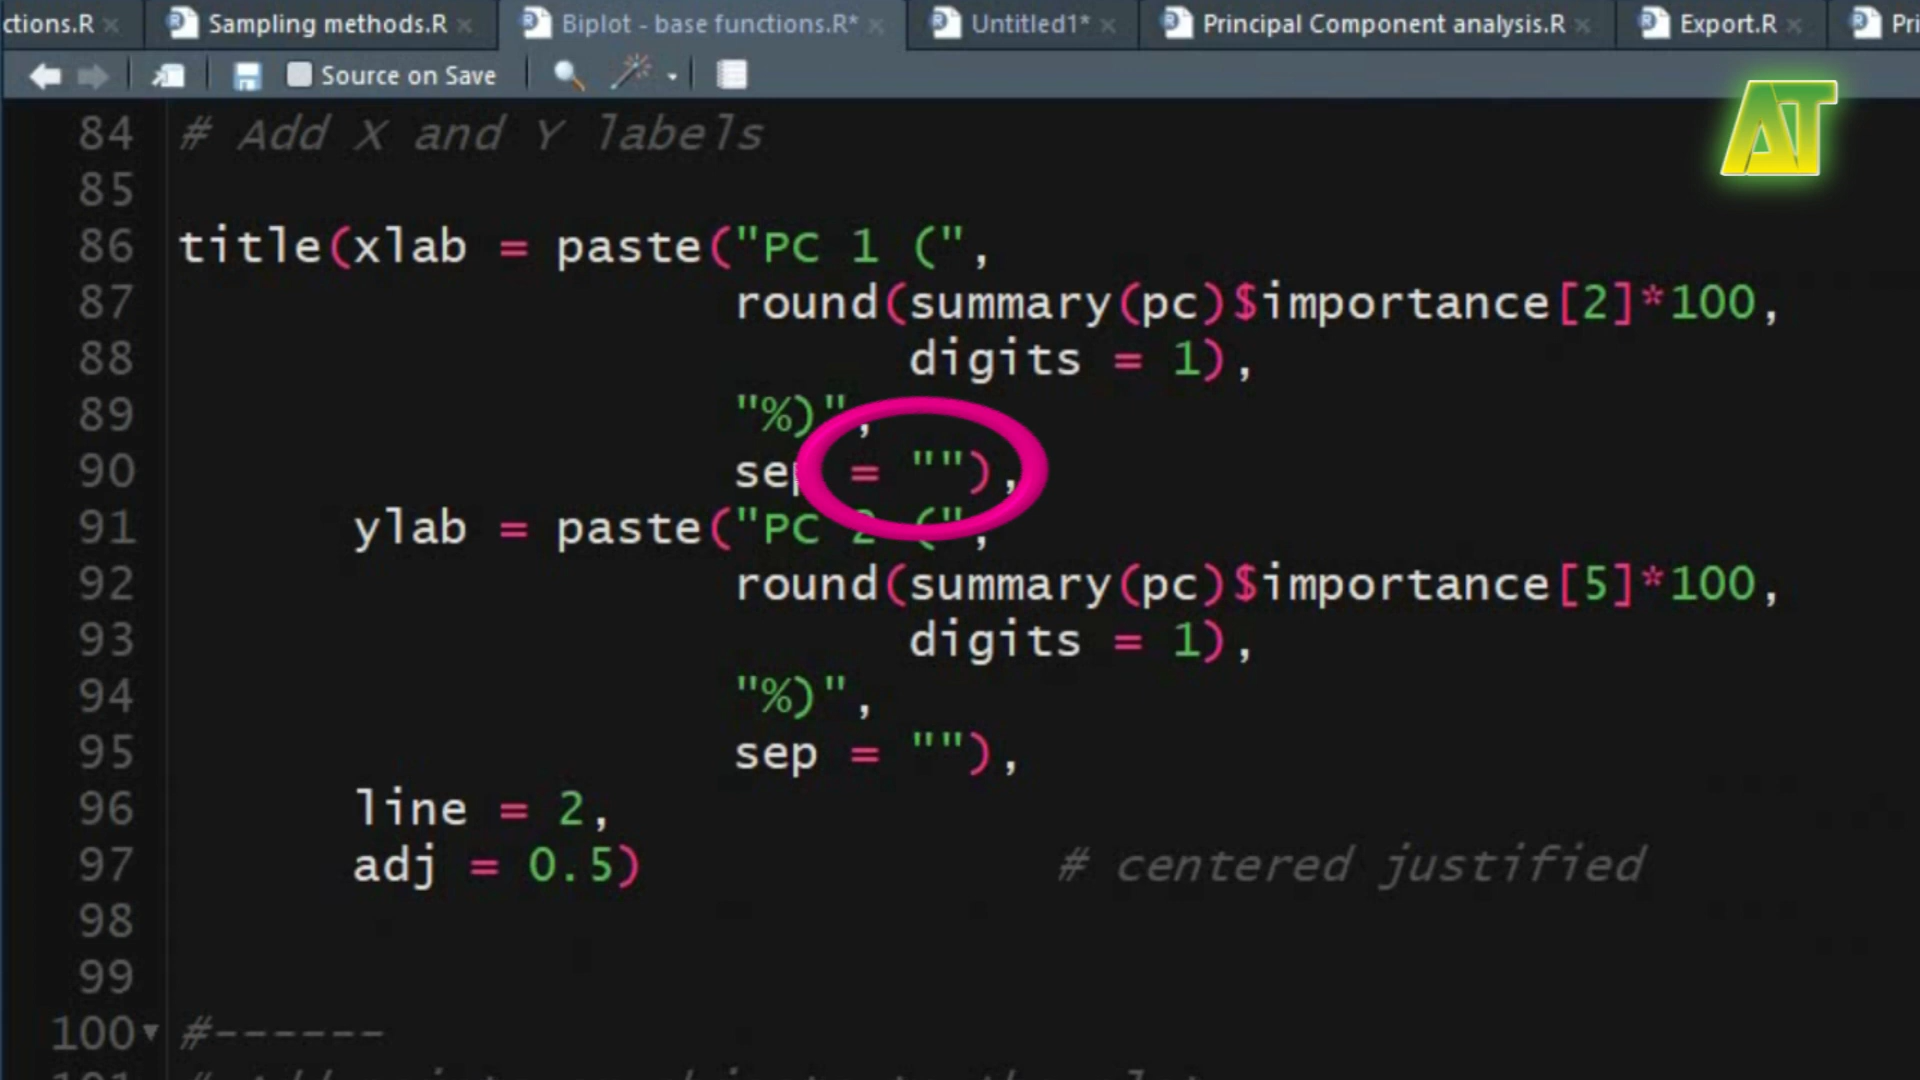 ctions.R Sampling methods.R Biplot - base functions.R* Untitled1* Principal Component analysis.R Export.R
Source on Save
AT
84 # Add X and Y labels
85
86 title(xlab = paste("PC 1 (",
87 round(summary(pc)$importance[2]*100,
88 digits = 1),
89 "%)",
90 sep = ""),
91 ylab = paste("PC 2 (",
92 round(summary(pc)$importance[5]*100,
93 digits = 1),
94 "%)",
95 sep = ""),
96 line = 2,
97 adj = 0.5) # centered justified
98
99
100 #------